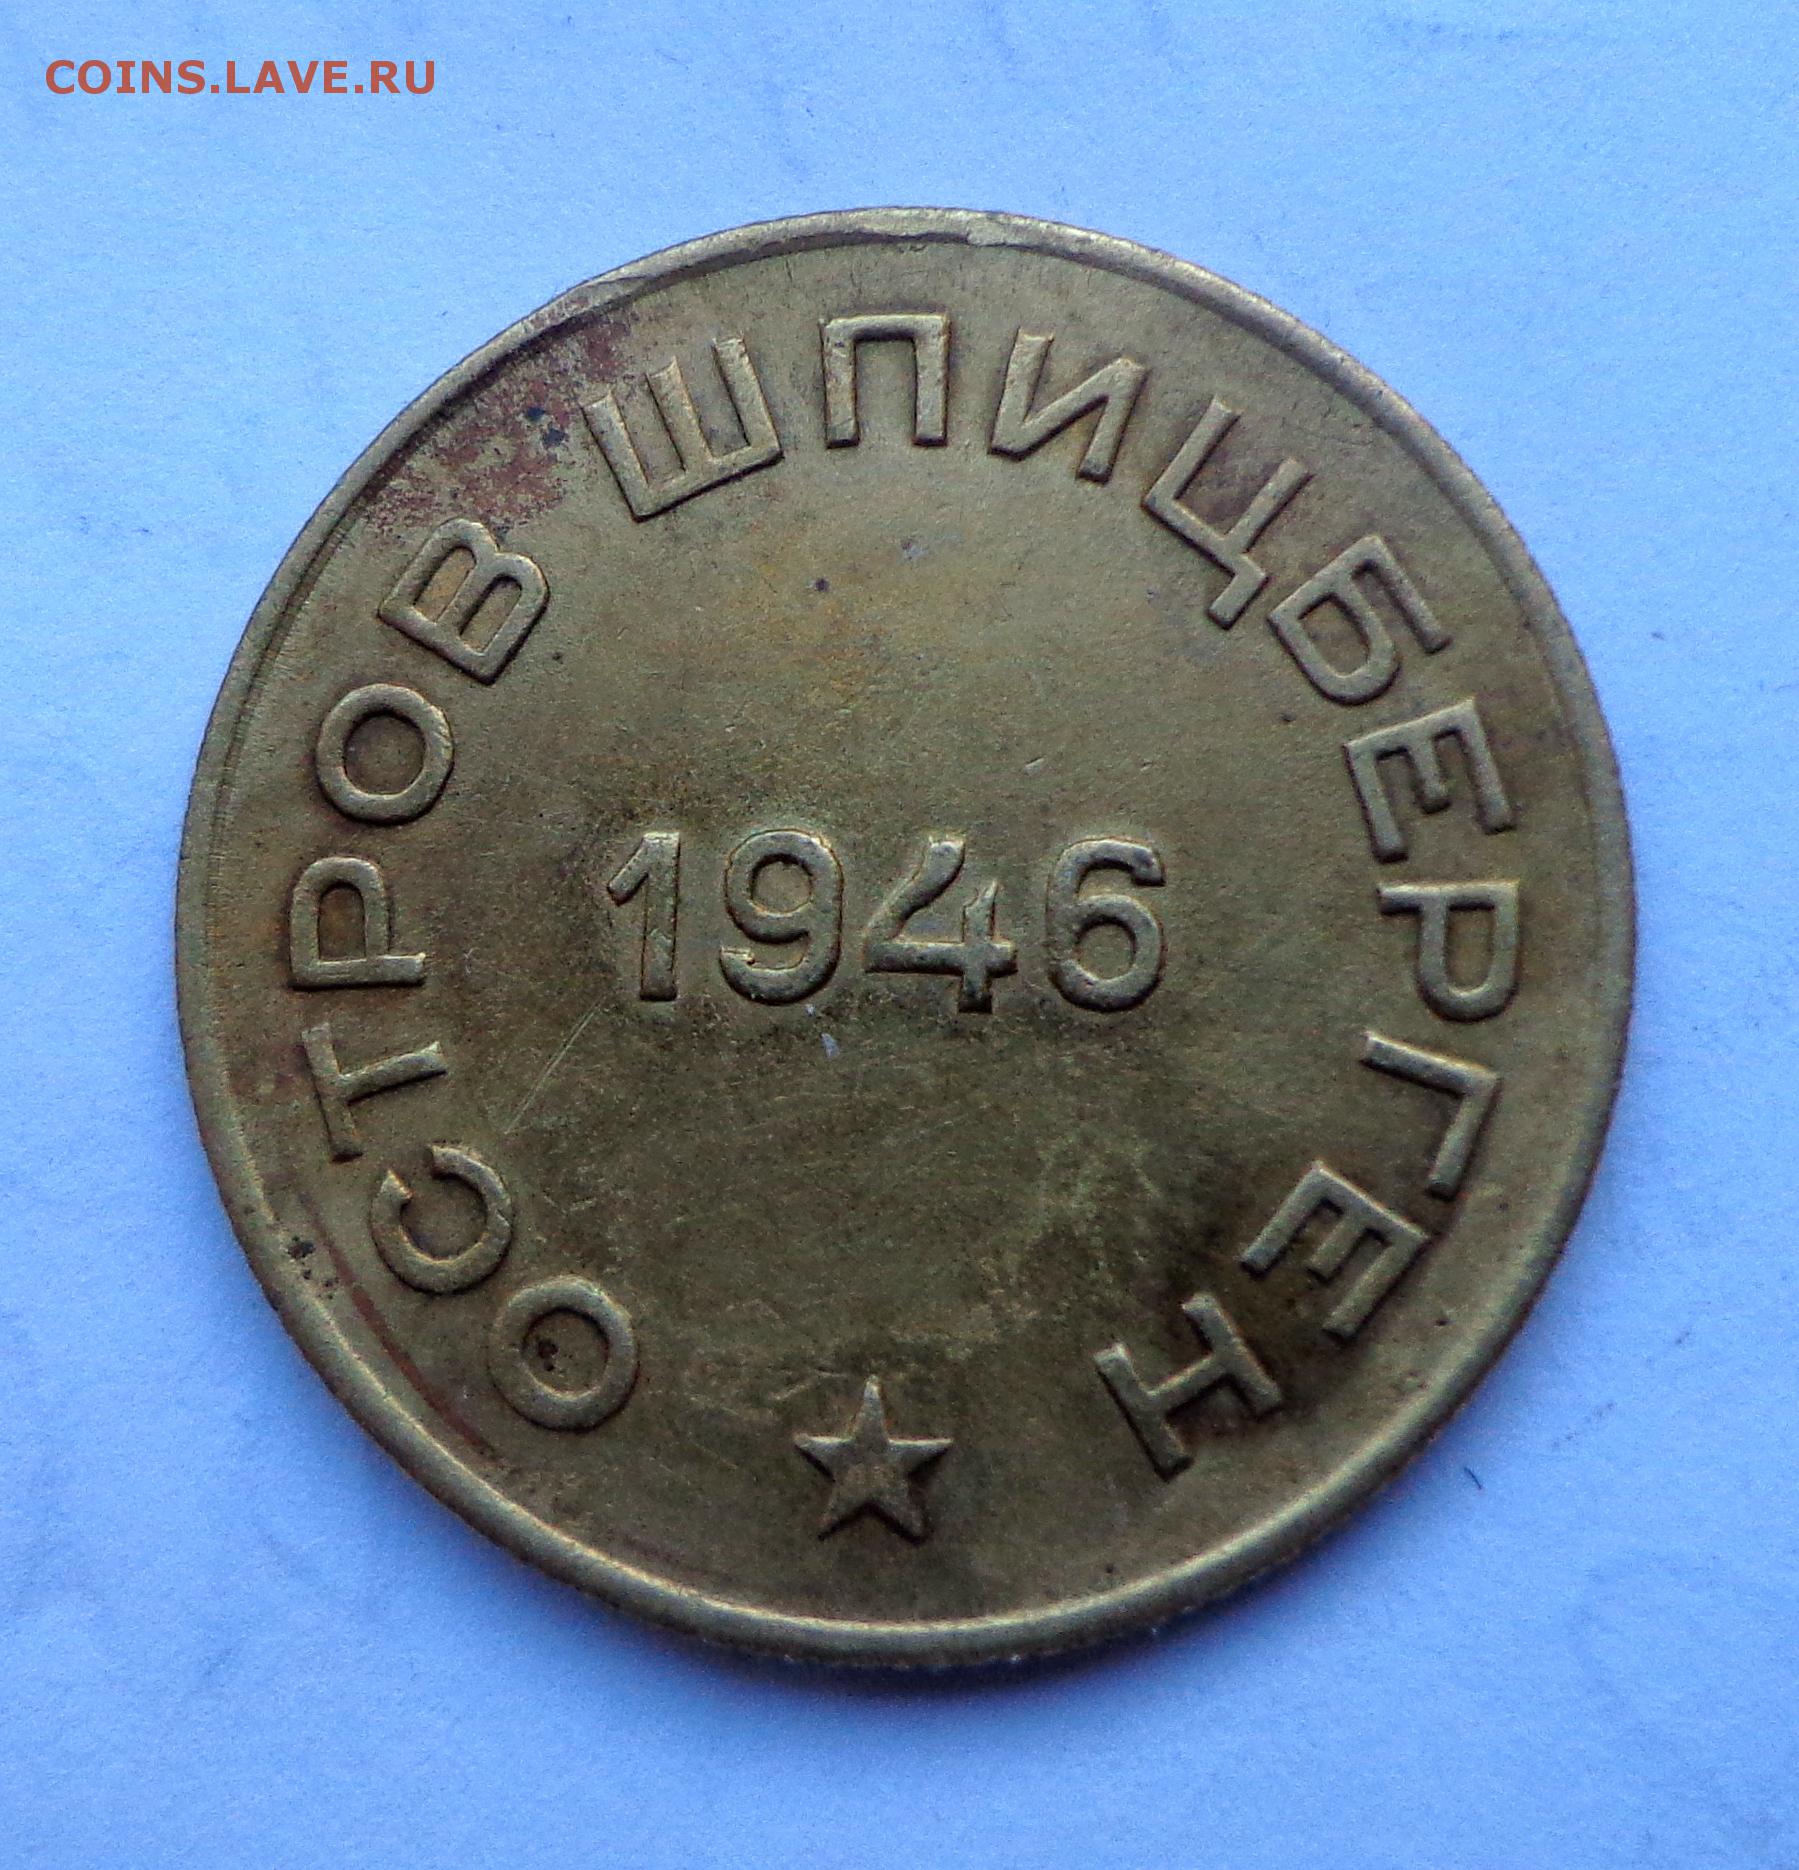 COINS.LAVE.RU
ОСТРОВ ШПИЦБЕРГЕН
1946